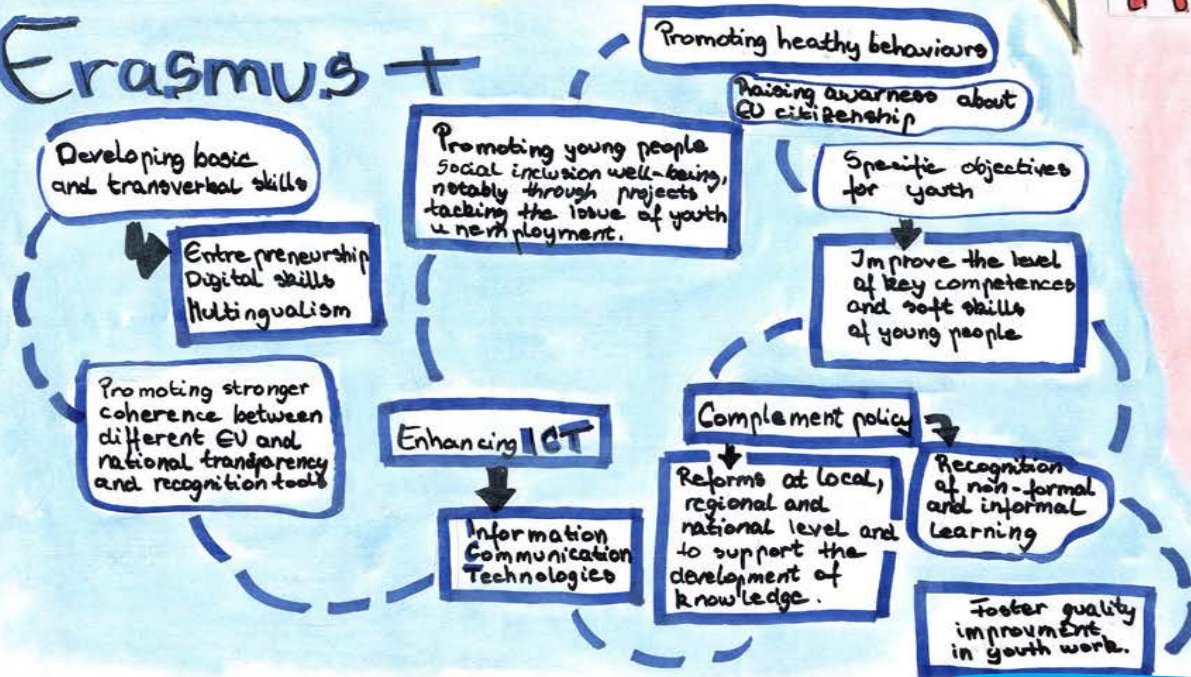 Erasmus +
Developing basic
and transverbal skills
Entrepreneurship
Digital skills
Multingualism
Promoting stronger
coherence between
different EU and
national trandparency
and recognition tools
Promoting young people
social inclusion well-being,
notably through projects
tacking the issue of youth
unemployment.
Enhancing ICT
Information
Communication
Technologies
Promoting heathy behaviours
Raising awarness about
EU citizenship
Specific objectives
for youth
Improve the level
of key competences
and soft skills
of young people
Complement policy
Reforms at local,
regional and
national level and
to support the
development of
knowledge.
Recognition
of non-formal
and informal
Learning
Foster quality
improvment
in youth work.